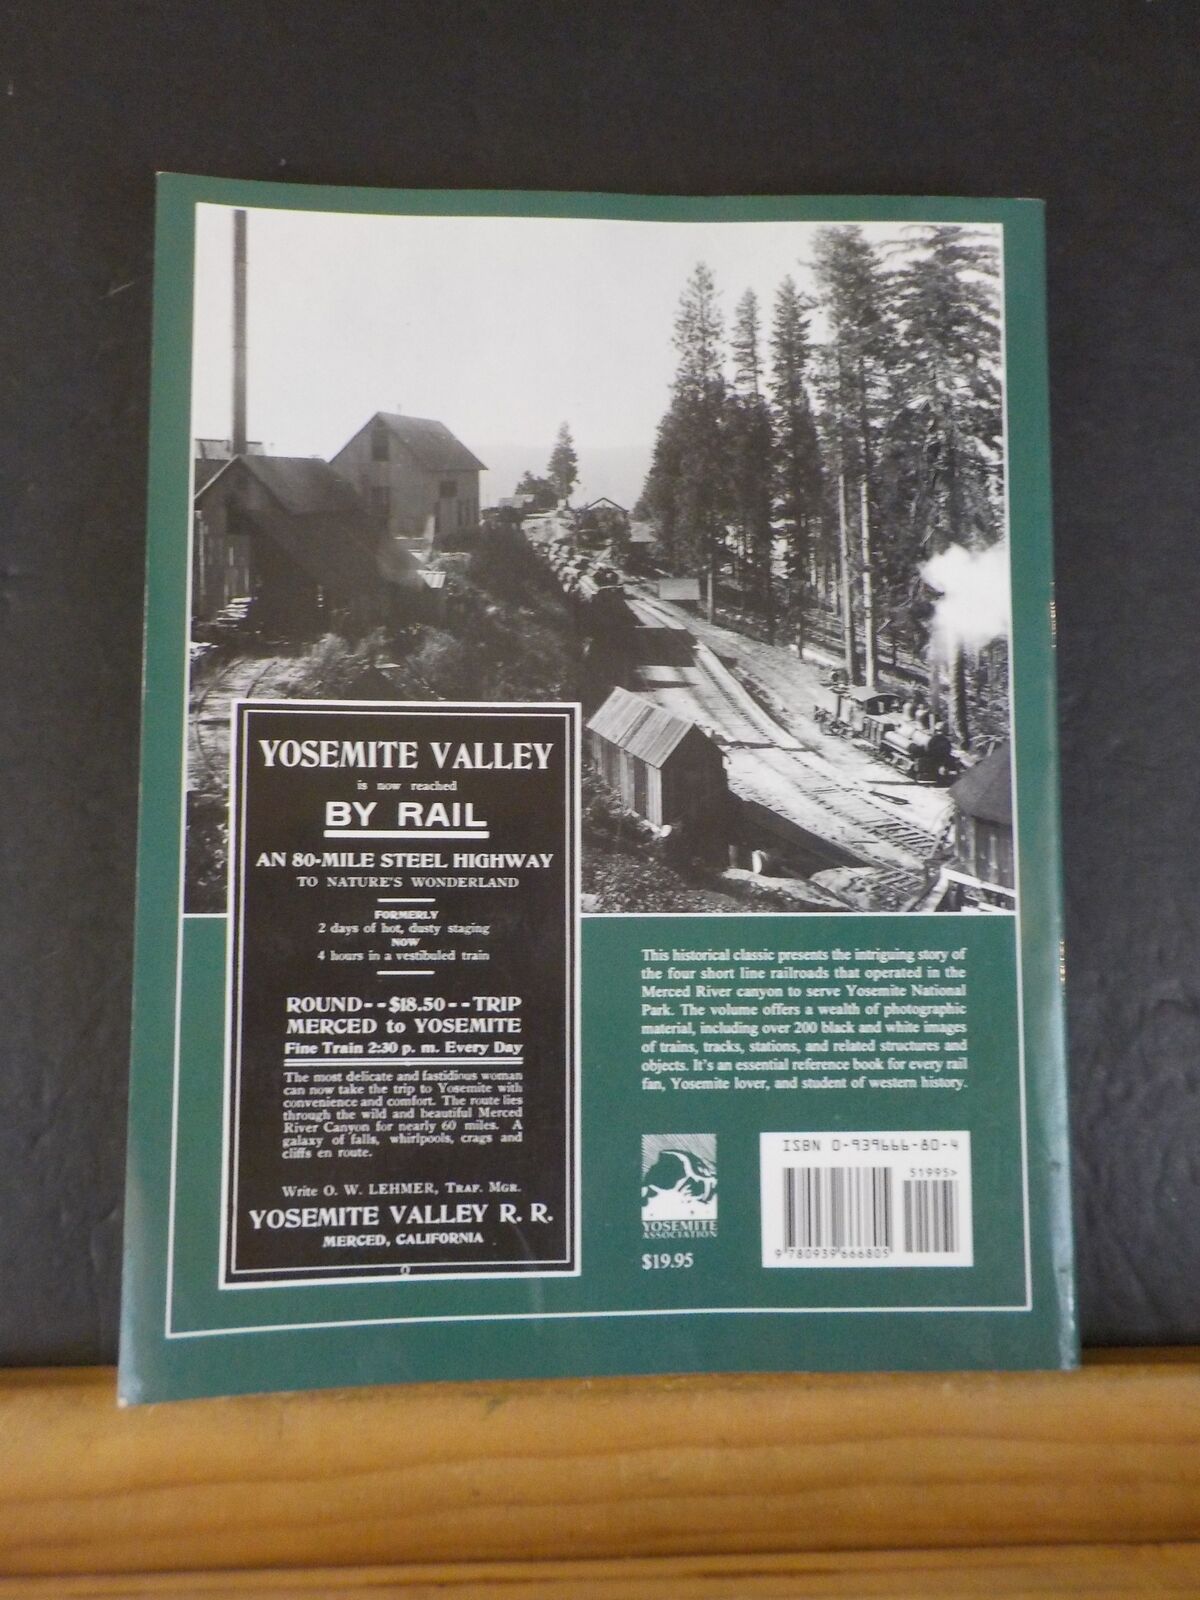 YOSEMITE VALLEY
is now reached
BY RAIL
AN 80-MILE STEEL HIGHWAY
TO NATURE'S WONDERLAND
FORMERLY
2 days of hot, dusty staging
NOW
4 hours in a vestibuled train
ROUND--$18.50--TRIP
MERCED to YOSEMITE
Fine Train 2:30 p. m. Every Day
The most delicate and fastidious woman
can now take the trip to Yosemite with
convenience and comfort. The route lies
through the wild and beautiful Merced
River Canyon for nearly 60 miles. A
galaxy of falls, whirlpools, crags and
cliffs en route.
Write O. W. LEHMER, TRAF. MGR.
YOSEMITE VALLEY R. R.
MERCED, CALIFORNIA
This historical classic presents the intriguing story of
the four short line railroads that operated in the
Merced River canyon to serve Yosemite National
Park. The volume offers a wealth of photographic
material, including over 200 black and white images
of trains, tracks, stations, and related structures and
objects. It's an essential reference book for every rail
fan, Yosemite lover, and student of western history.
YOSEMITE
ASSOCIATION
$19.95
ISBN 0-939666-80-4
51995>
9 780939 666805